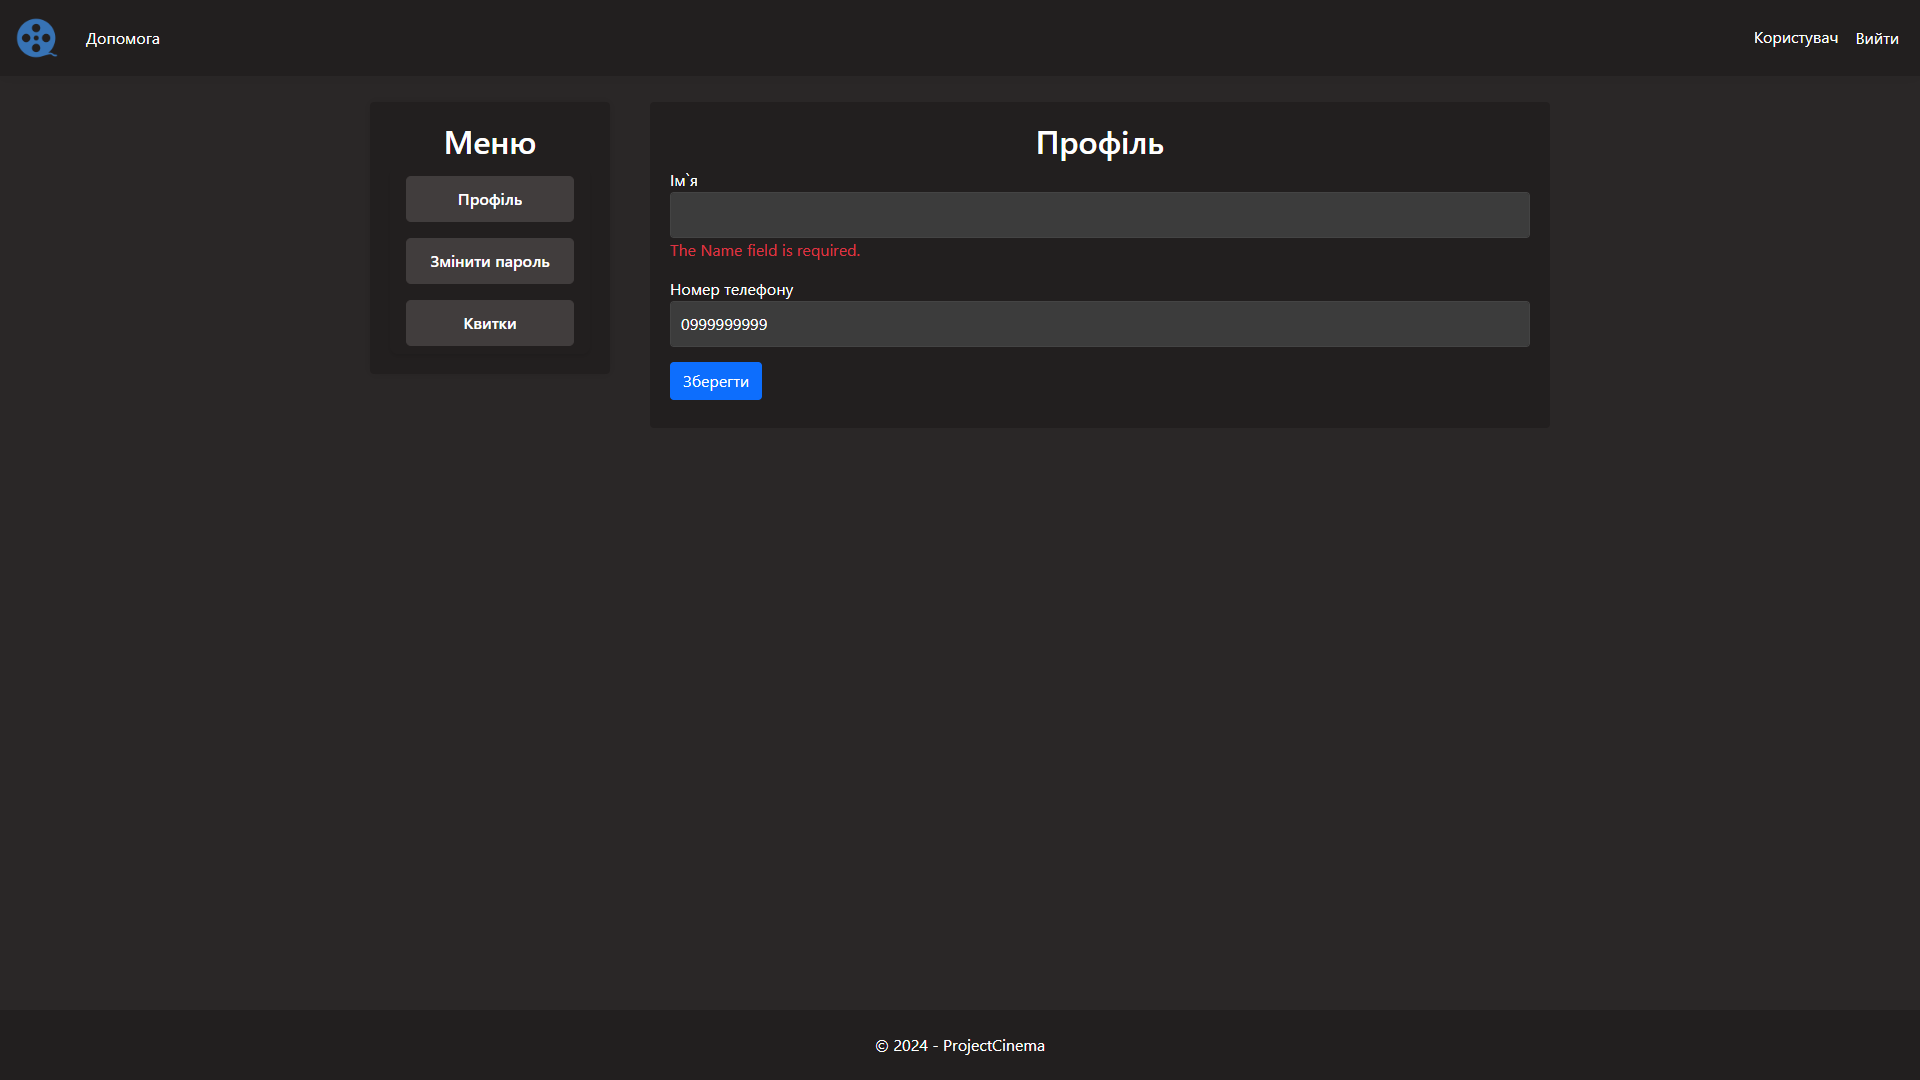 Допомога
Користувач
Вийти
Меню
Профіль
Змінити пароль
Квитки
Профіль
Ім`я
The Name field is required.
Номер телефону
0999999999
Зберегти
© 2024 - ProjectCinema